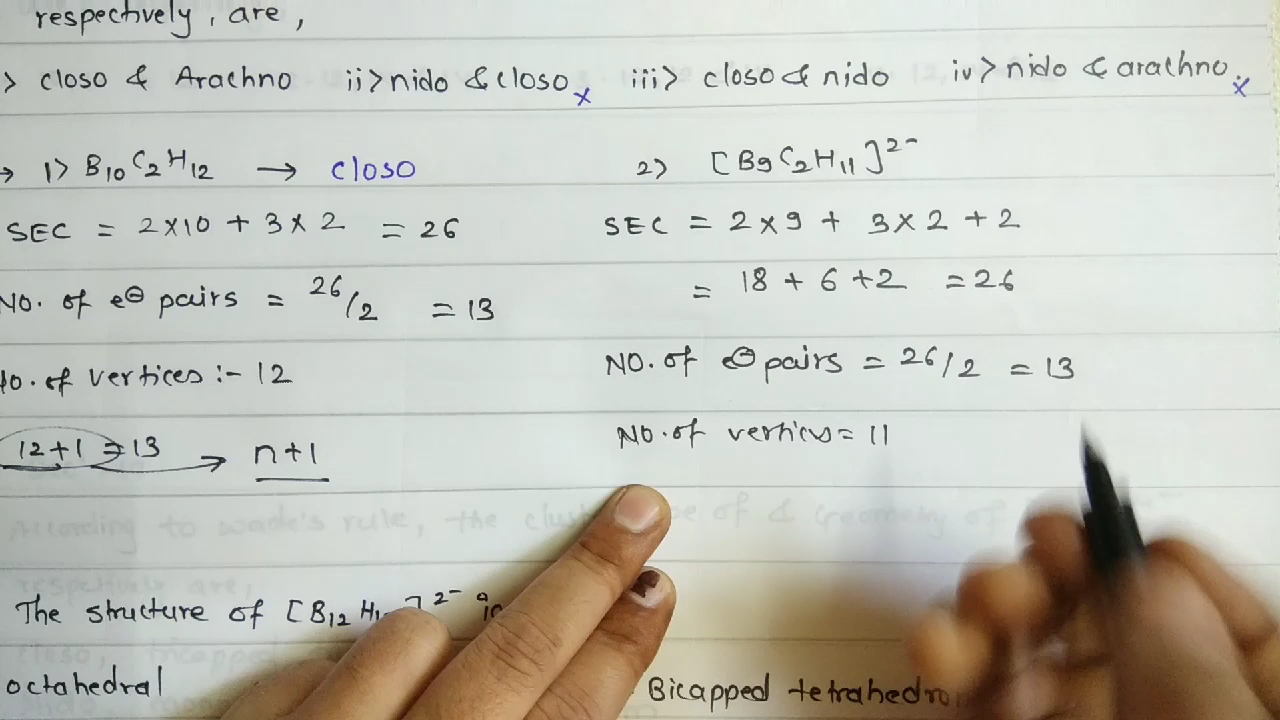 respectively, are,
> closo & Arachno ii> nido & closo x iii> closo & nido iv> nido & arachno. x
→ 1> B₁₀C₂H₁₂ → closo
SEC = 2×10 + 3×2 = 26
No. of e⊖ pairs = 26/2 = 13
No. of vertices :- 12
12+1 = 13 → n+1
2> [B₉C₂H₁₁]²⁻
SEC = 2×9 + 3×2+2
= 18 + 6 +2 = 26
NO. of e⊖ pairs = 26/2 = 13
No. of vertices = 11
The structure of [B₁₂H ]²⁻
octahedral Bicapped